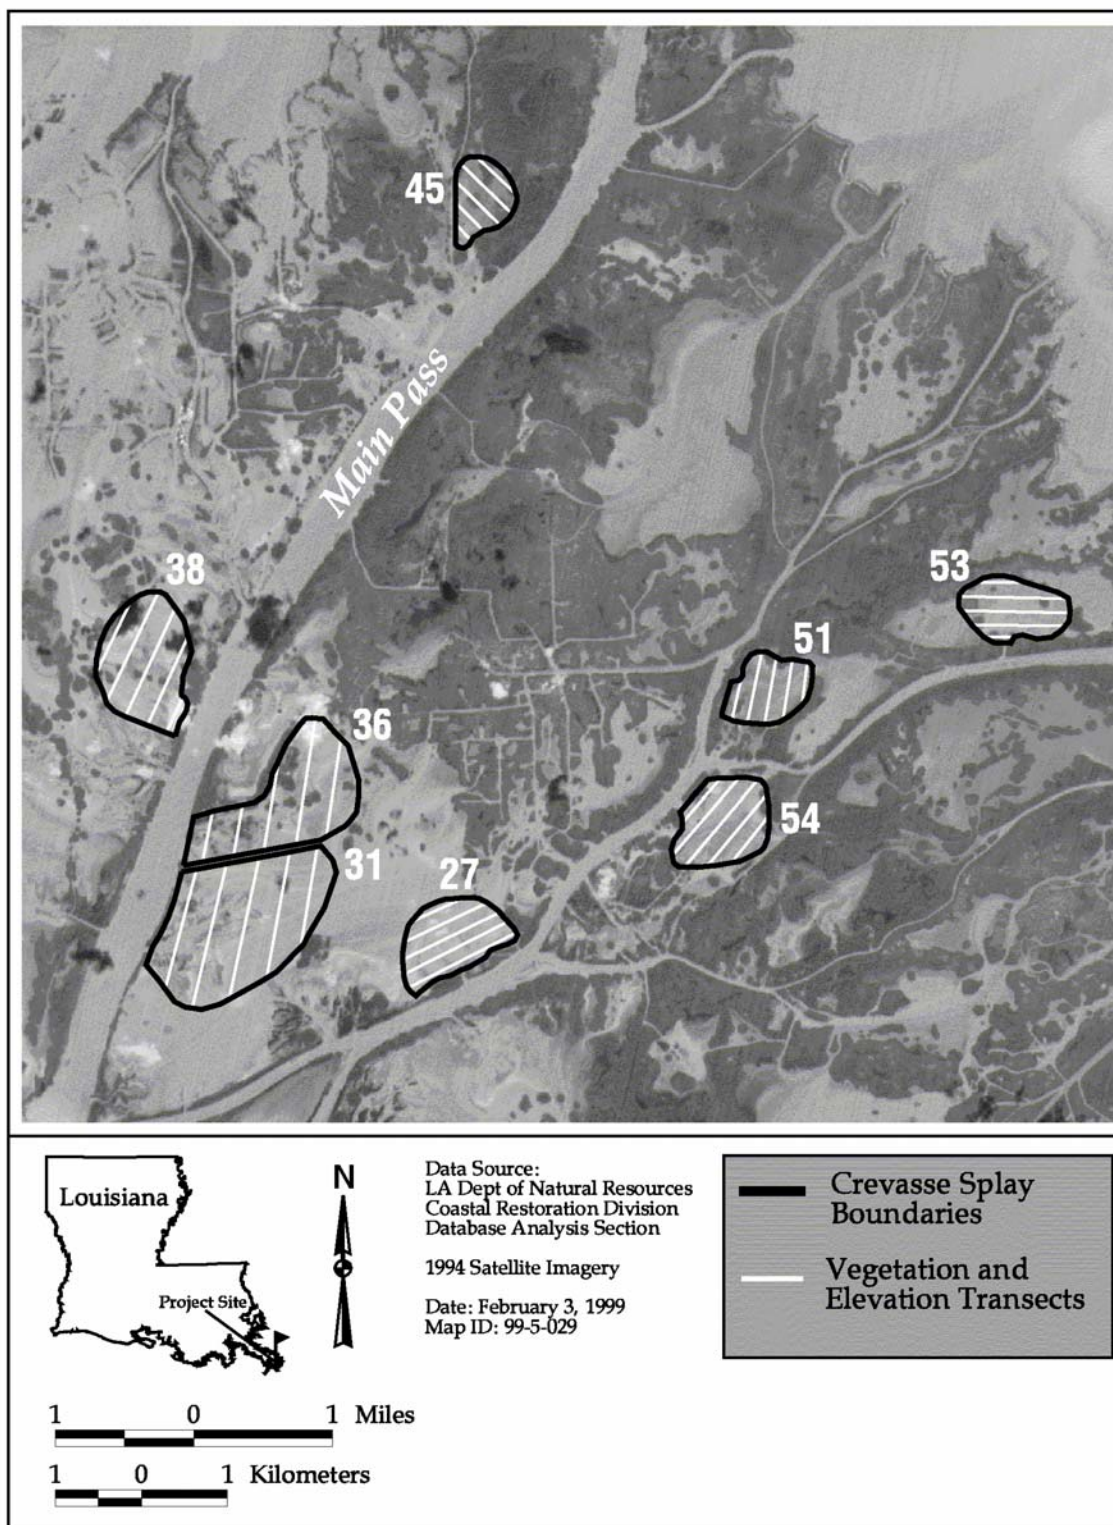 45
Main Pass
38
53
51
36
54
31
27
Louisiana
Project Site
N
Data Source:
LA Dept of Natural Resources
Coastal Restoration Division
Database Analysis Section
1994 Satellite Imagery
Date: February 3, 1999
Map ID: 99-5-029
Crevasse Splay
Boundaries
Vegetation and
Elevation Transects
1 0 1 Miles
1 0 1 Kilometers